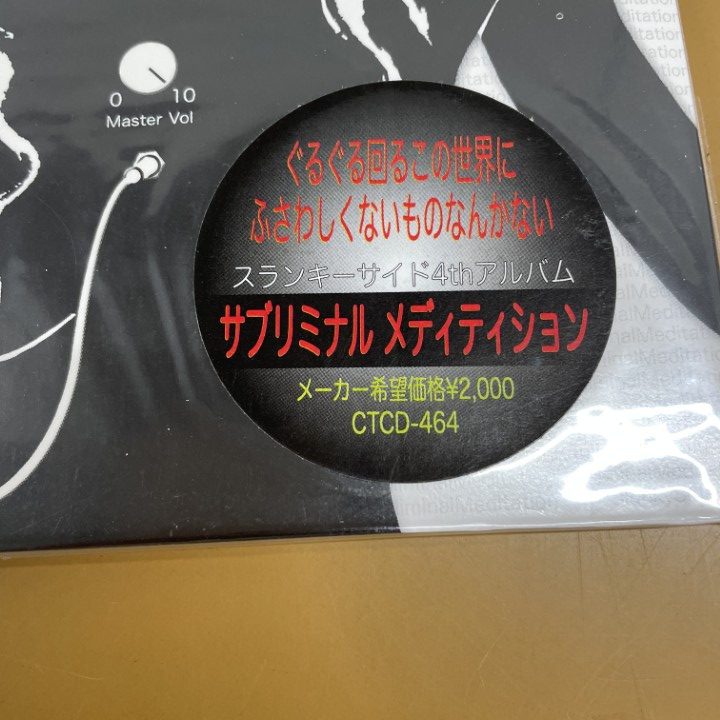 0 10
Master Vol
ぐるぐる回るこの世界に
ふさわしくないものなんかない
スランキーサイド4thアルバム
サブリミナル メディティション
メーカー希望価格¥2,000
CTCD-464